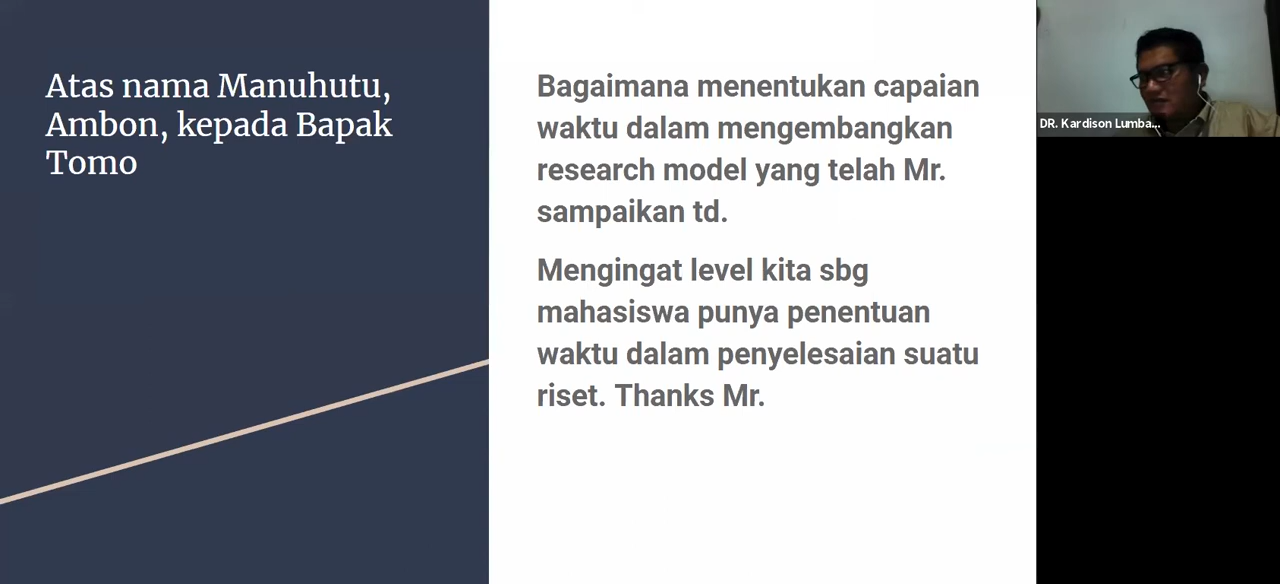 Atas nama Manuhutu,
Ambon, kepada Bapak
Tomo
Bagaimana menentukan capaian
waktu dalam mengembangkan
research model yang telah Mr.
sampaikan td.
Mengingat level kita sbg
mahasiswa punya penentuan
waktu dalam penyelesaian suatu
riset. Thanks Mr.
DR. Kardison Lumba...